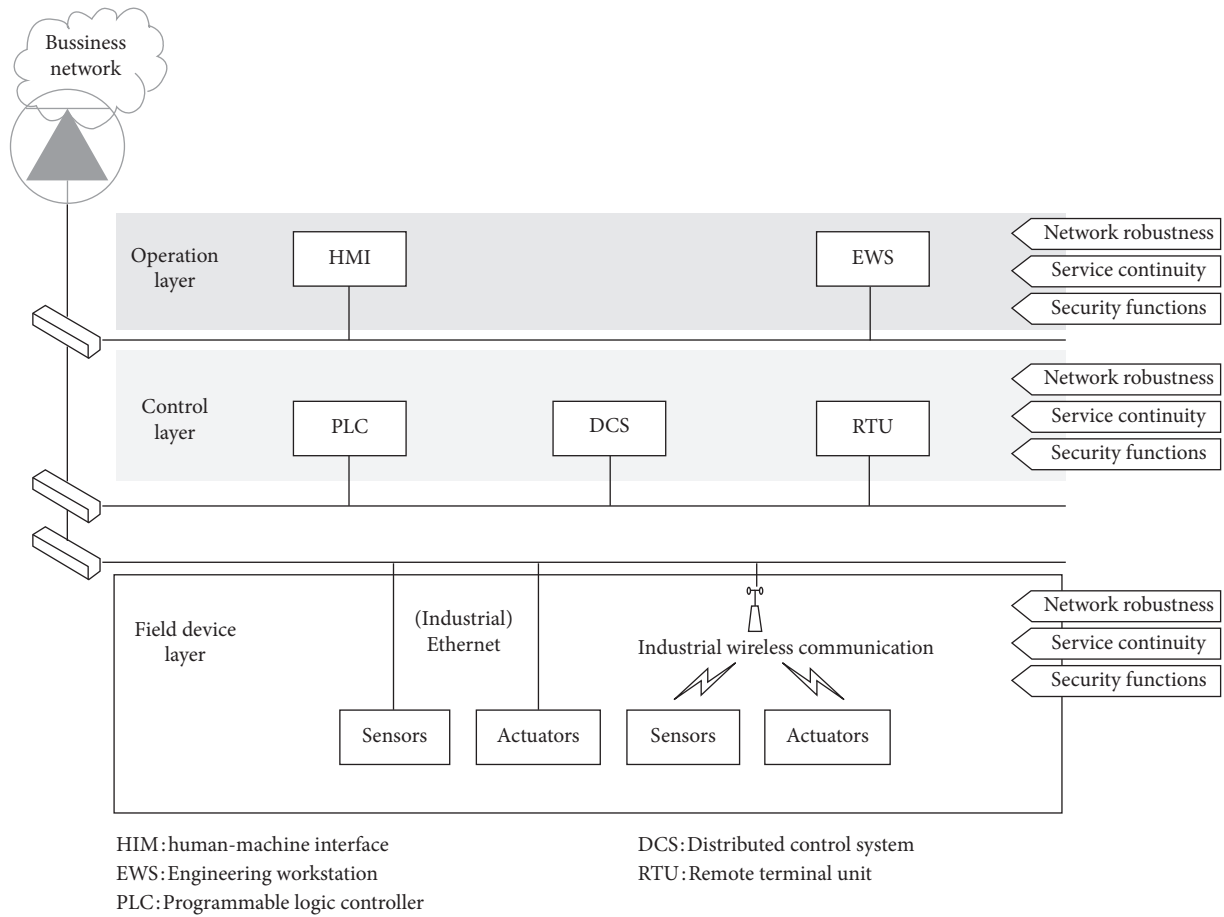 Bussiness
network
Operation
layer
HMI
EWS
Network robustness
Service continuity
Security functions
Control
layer
PLC
DCS
RTU
Network robustness
Service continuity
Security functions
Field device
layer
(Industrial)
Ethernet
Industrial wireless communication
Network robustness
Service continuity
Security functions
Sensors
Actuators
Sensors
Actuators
HIM: human-machine interface
EWS: Engineering workstation
PLC: Programmable logic controller
DCS: Distributed control system
RTU: Remote terminal unit